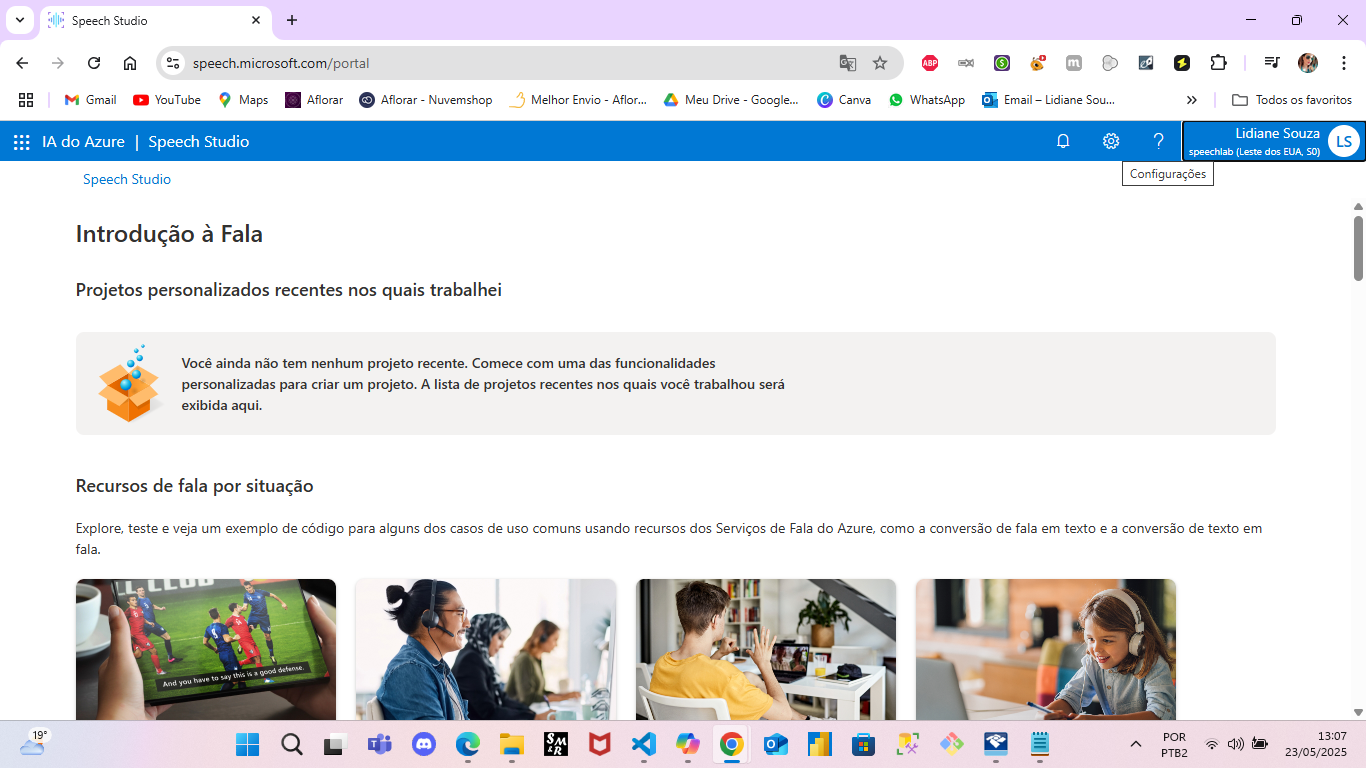 Speech Studio
speech.microsoft.com/portal
ABP
Gmail
YouTube
Maps
Aflorar
Aflorar - Nuvemshop
Melhor Envio - Aflor...
Meu Drive - Google...
Canva
WhatsApp
Email – Lidiane Sou...
Todos os favoritos
IA do Azure | Speech Studio
Lidiane Souza
speechlab (Leste dos EUA, S0)
LS
Configurações
Speech Studio
Introdução à Fala
Projetos personalizados recentes nos quais trabalhei
Você ainda não tem nenhum projeto recente. Comece com uma das funcionalidades
personalizadas para criar um projeto. A lista de projetos recentes nos quais você trabalhou será
exibida aqui.
Recursos de fala por situação
Explore, teste e veja um exemplo de código para alguns dos casos de uso comuns usando recursos dos Serviços de Fala do Azure, como a conversão de fala em texto e a conversão de texto em
fala.
And you have to say this is a good defense.
19°
SM
&R
POR
PTB2
13:07
23/05/2025